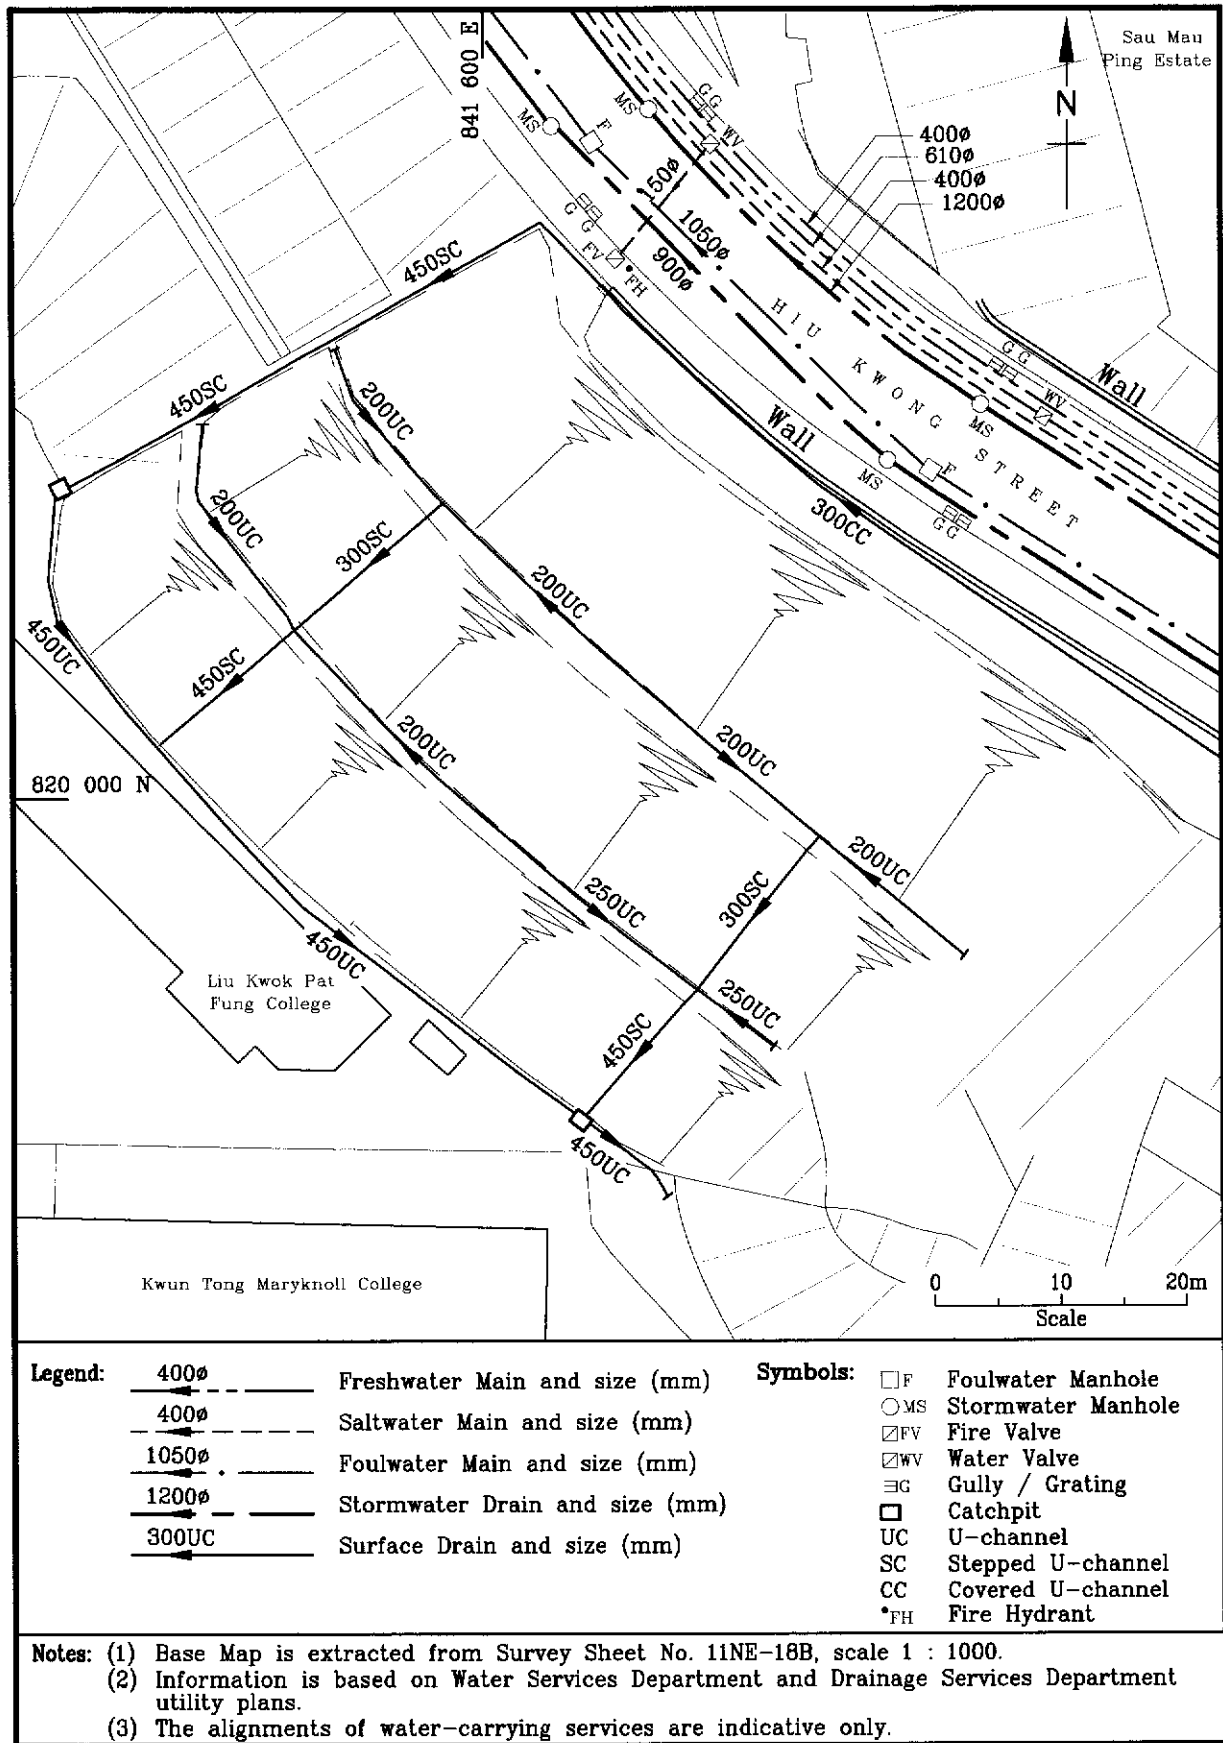 841 600 E
Sau Mau
Ping Estate
N
MS
F
MS
G G
WV
400ø
610ø
400ø
1200ø
150ø
G G
FV
FH
1050ø
900ø
HIU KWONG STREET
G G
WV
Wall
MS
Wall
MS
F
G G
300CC
450SC
450SC
200UC
200UC
300SC
200UC
450UC
450SC
200UC
200UC
200UC
250UC
300SC
450UC
250UC
450SC
450UC
820 000 N
Liu Kwok Pat
Fung College
Kwun Tong Maryknoll College
0 10 20m
Scale
Legend:
400ø Freshwater Main and size (mm)
400ø Saltwater Main and size (mm)
1050ø Foulwater Main and size (mm)
1200ø Stormwater Drain and size (mm)
300UC Surface Drain and size (mm)
Symbols:
F Foulwater Manhole
MS Stormwater Manhole
FV Fire Valve
WV Water Valve
G Gully / Grating
Catchpit
UC U-channel
SC Stepped U-channel
CC Covered U-channel
FH Fire Hydrant
Notes: (1) Base Map is extracted from Survey Sheet No. 11NE-18B, scale 1 : 1000.
(2) Information is based on Water Services Department and Drainage Services Department
utility plans.
(3) The alignments of water-carrying services are indicative only.